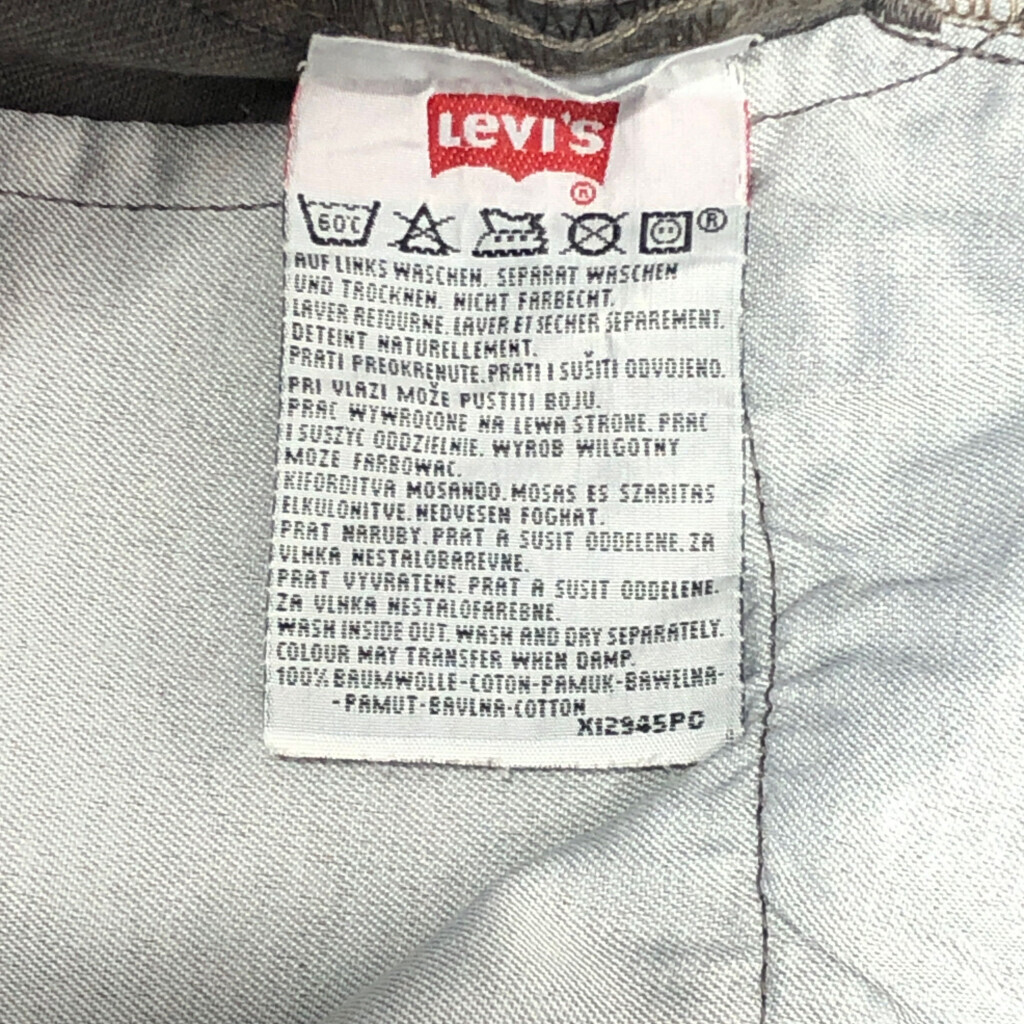 Levi's
®
60C
®
AUF LINKS WASCHEN. SEPARAT WASCHEN
UND TROCKNEN. NICHT FARBECHT.
LAVER RETOURNE. LAVER ET SECHER SEPAREMENT.
DETEINT NATURELLEMENT.
PRATI PREOKRENUTE. PRATI I SUŠITI ODVOJENO.
PRI VLAZI MOŽE PUSTITI BOJU.
PRAC WYWROCONE NA LEWA STRONE. PRAC
I SUSZYC ODDZIELNIE. WYROB WILGOTNY
MOZE FARBOWAC.
KIFORDITVA MOSANDO. MOSAS ES SZARITAS
ELKULONITVE. NEDVESEN FOGHAT.
PRAT NARUBY. PRAT A SUSIT ODDELENE. ZA
VLHKA NESTALOBAREVNE.
PRAT VYVRATENE. PRAT A SUSIT ODDELENE.
ZA VLHKA NESTALOFAREBNE.
WASH INSIDE OUT. WASH AND DRY SEPARATELY.
COLOUR MAY TRANSFER WHEN DAMP.
100% BAUMWOLLE-COTON-PAMUK-BAWELNA-
-PAMUT-BAVLNA-COTTON
X12945PC